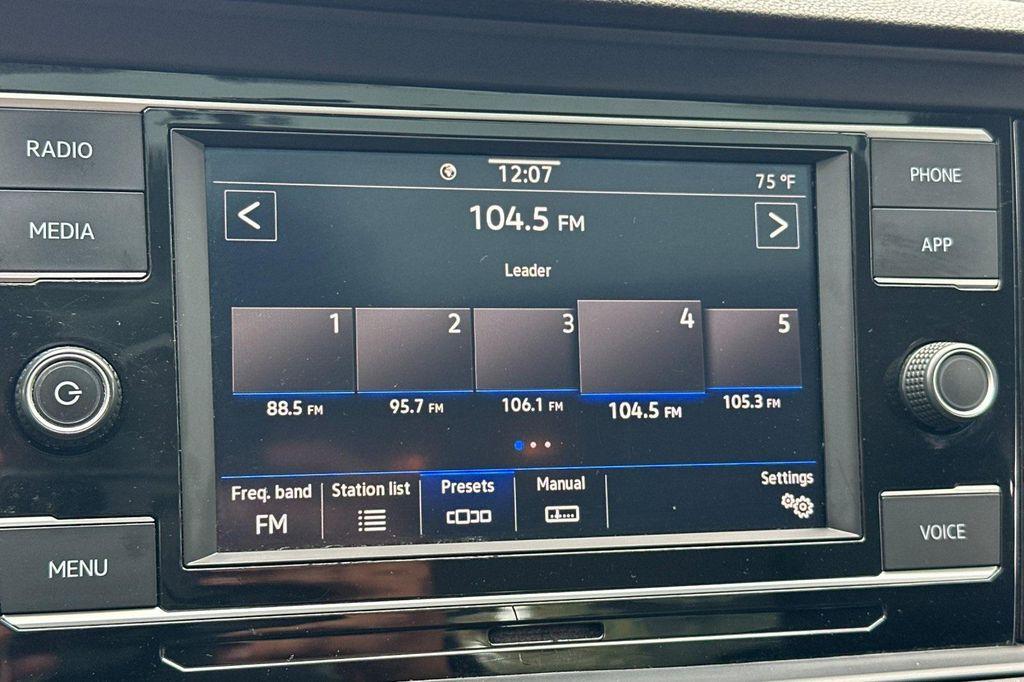 RADIO
MEDIA
MENU
12:07
75 °F
< 104.5 FM >
Leader
1 2 3 4 5
88.5 FM 95.7 FM 106.1 FM 104.5 FM 105.3 FM
Freq. band Station list Presets Manual Settings
FM
PHONE
APP
VOICE